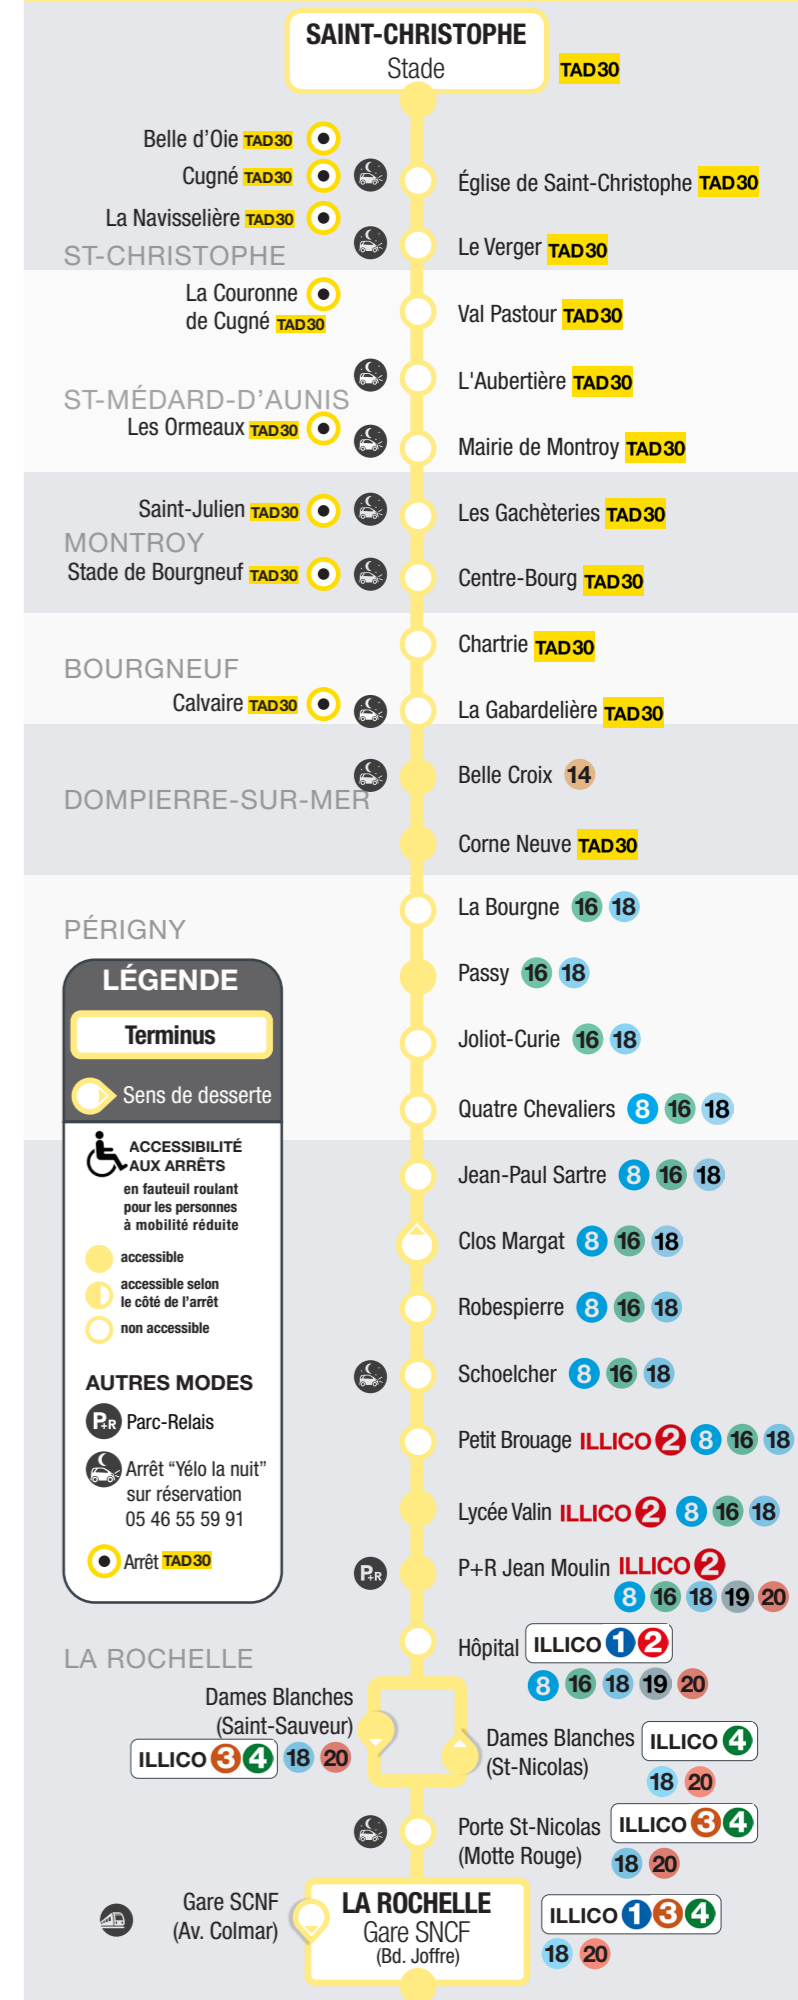 SAINT-CHRISTOPHE
Stade
TAD30
Belle d'Oie TAD30
Cugné TAD30
Église de Saint-Christophe TAD30
La Navisselière TAD30
Le Verger TAD30
ST-CHRISTOPHE
La Couronne
de Cugné TAD30
Val Pastour TAD30
L'Aubertière TAD30
ST-MÉDARD-D'AUNIS
Les Ormeaux TAD30
Mairie de Montroy TAD30
Saint-Julien TAD30
Les Gachèteries TAD30
MONTROY
Stade de Bourgneuf TAD30
Centre-Bourg TAD30
Chartrie TAD30
BOURGNEUF
Calvaire TAD30
La Gabardelière TAD30
Belle Croix 14
DOMPIERRE-SUR-MER
Corne Neuve TAD30
La Bourgne 16 18
PÉRIGNY
Passy 16 18
Joliot-Curie 16 18
Quatre Chevaliers 8 16 18
Jean-Paul Sartre 8 16 18
Clos Margat 8 16 18
Robespierre 8 16 18
Schoelcher 8 16 18
Petit Brouage ILLICO 2 8 16 18
Lycée Valin ILLICO 2 8 16 18
P+R
P+R Jean Moulin ILLICO 2
8 16 18 19 20
Hôpital ILLICO 1 2
8 16 18 19 20
LÉGENDE
Terminus
Sens de desserte
ACCESSIBILITÉ
AUX ARRÊTS
en fauteuil roulant
pour les personnes
à mobilité réduite
accessible
accessible selon
le côté de l'arrêt
non accessible
AUTRES MODES
P+R Parc-Relais
Arrêt "Yélo la nuit"
sur réservation
05 46 55 59 91
Arrêt TAD30
LA ROCHELLE
Dames Blanches
(Saint-Sauveur)
ILLICO 3 4 18 20
Dames Blanches
(St-Nicolas)
ILLICO 4
18 20
Porte St-Nicolas
(Motte Rouge)
ILLICO 3 4
18 20
Gare SCNF
(Av. Colmar)
LA ROCHELLE
Gare SNCF
(Bd. Joffre)
ILLICO 1 3 4
18 20